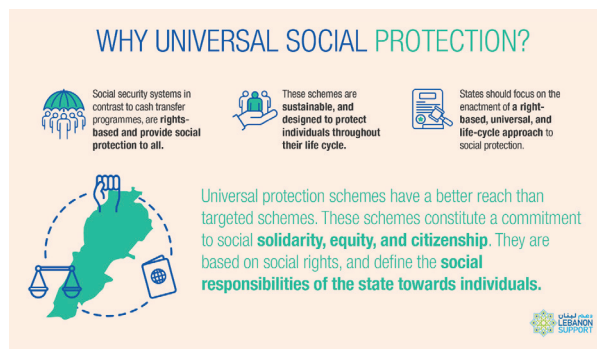 WHY UNIVERSAL SOCIAL PROTECTION?
Social security systems in
contrast to cash transfer
programmes, are rights-
based and provide social
protection to all.
These schemes are
sustainable, and
designed to protect
individuals throughout
their life cycle.
States should focus on the
enactment of a right-
based, universal, and
life-cycle approach to
social protection.
Universal protection schemes have a better reach than
targeted schemes. These schemes constitute a commitment
to social solidarity, equity, and citizenship. They are
based on social rights, and define the social
responsibilities of the state towards individuals.
دعم لبنان
LEBANON
SUPPORT